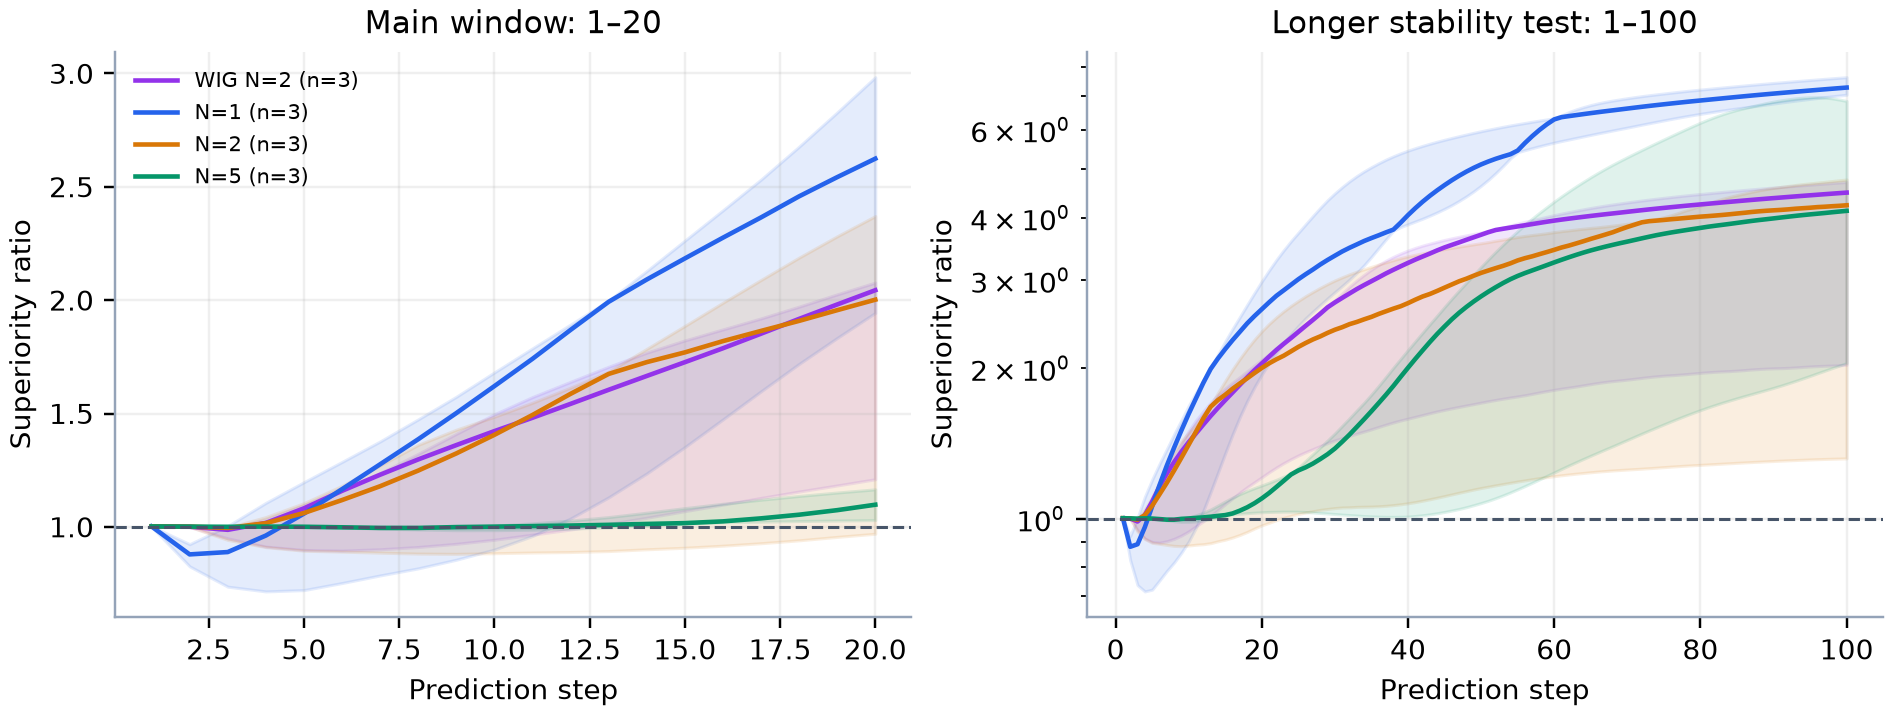 Main window: 1–20
3.0
2.5
2.0
1.5
1.0
Superiority ratio
WIG N=2 (n=3)
N=1 (n=3)
N=2 (n=3)
N=5 (n=3)
2.5 5.0 7.5 10.0 12.5 15.0 17.5 20.0
Prediction step
Longer stability test: 1–100
6 × 10⁰
4 × 10⁰
3 × 10⁰
2 × 10⁰
10⁰
Superiority ratio
0 20 40 60 80 100
Prediction step